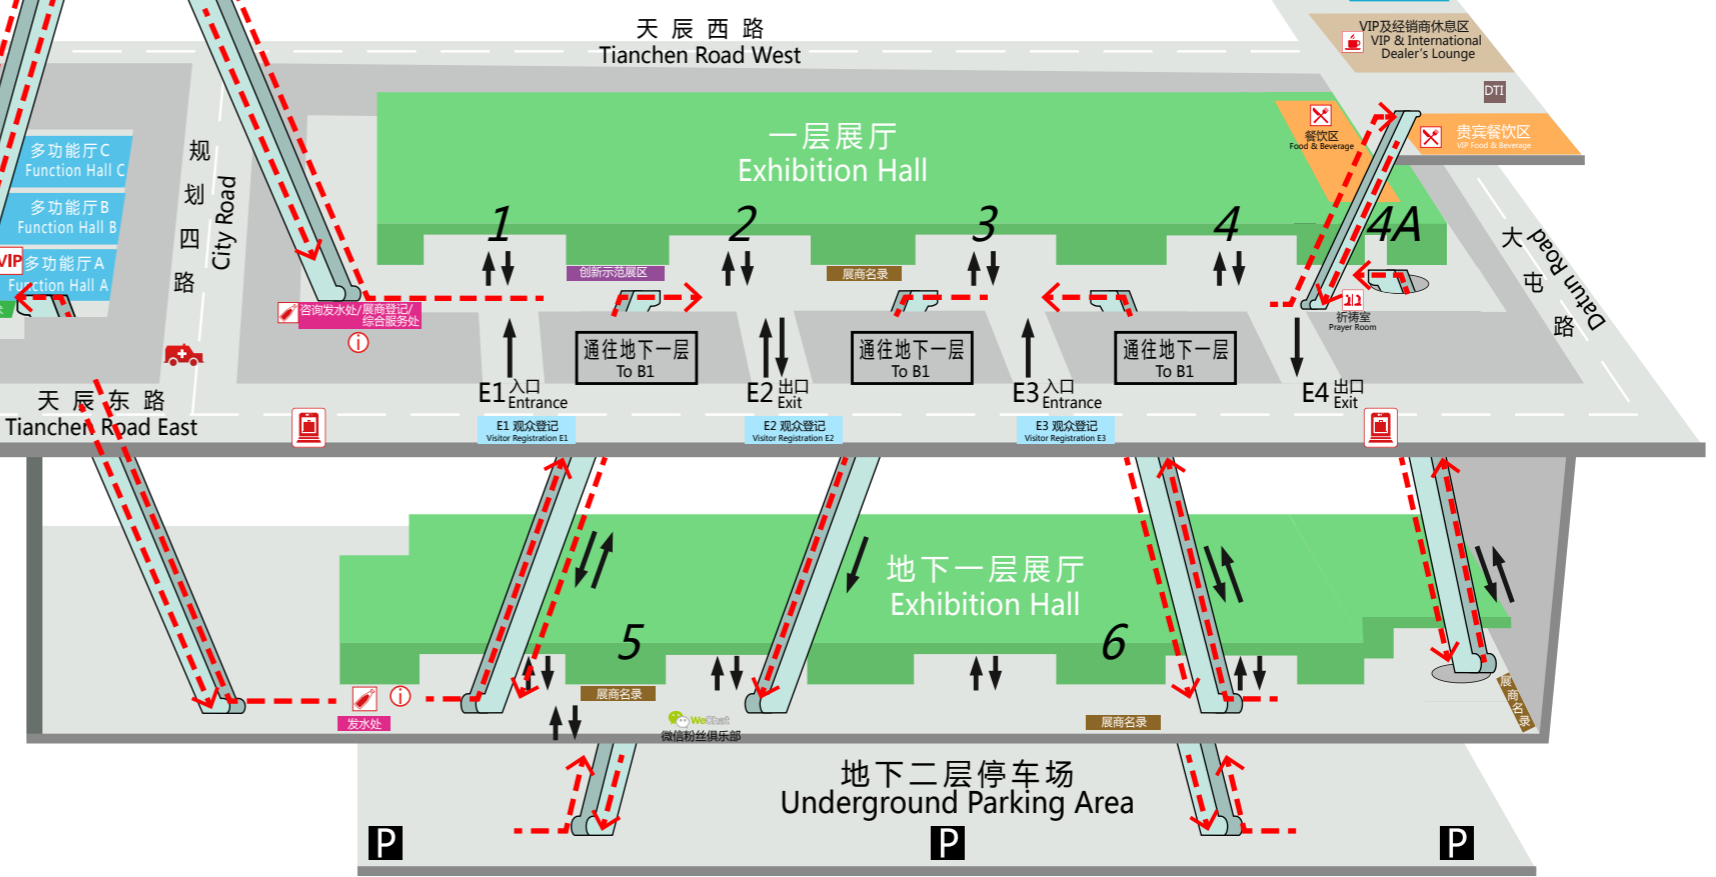 天辰西路
Tianchen Road West
VIP及经销商休息区
VIP & International
Dealer's Lounge
DTI
贵宾餐饮区
VIP Food & Beverage
餐饮区
Food & Beverage
一层展厅
Exhibition Hall
1
2
3
4
4A
多功能厅C
Function Hall C
多功能厅B
Function Hall B
VIP
多功能厅A
Function Hall A
规划四路
City Road
大屯路
Datun Road
创新示范展区
展商名录
咨询发水处/展商登记/
综合服务处
i
祈祷室
Prayer Room
通往地下一层
To B1
通往地下一层
To B1
通往地下一层
To B1
E1 入口
Entrance
E2 出口
Exit
E3 入口
Entrance
E4 出口
Exit
天辰东路
Tianchen Road East
E1 观众登记
Visitor Registration E1
E2 观众登记
Visitor Registration E2
E3 观众登记
Visitor Registration E3
地下一层展厅
Exhibition Hall
5
6
i
发水处
展商名录
WeChat
微信粉丝俱乐部
展商名录
展商名录
地下二层停车场
Underground Parking Area
P
P
P